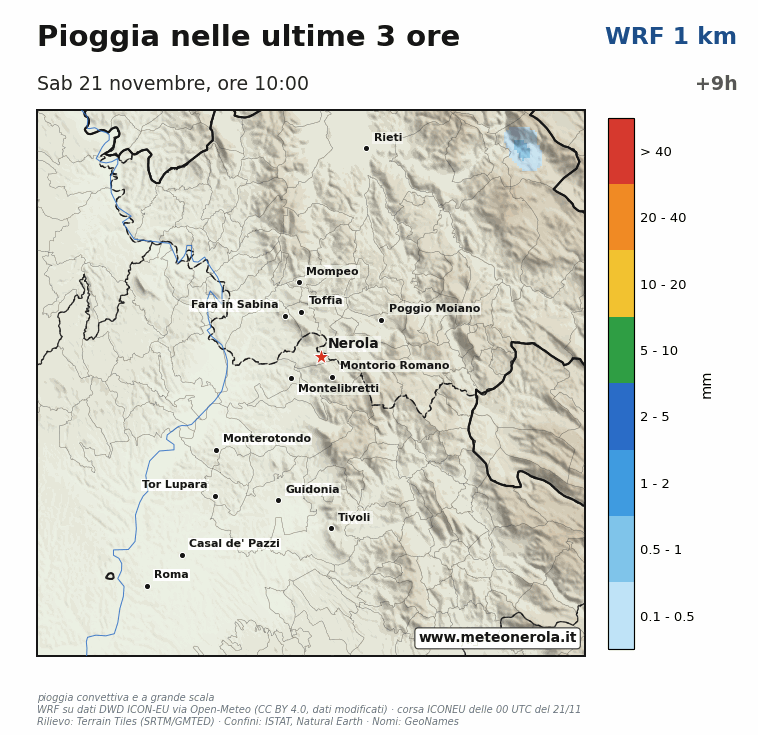 Pioggia nelle ultime 3 ore
WRF 1 km
Sab 21 novembre, ore 10:00
+9h
Rieti
Mompeo
Toffia
Fara in Sabina
Poggio Moiano
Nerola
Montorio Romano
Montelibretti
Monterotondo
Tor Lupara
Guidonia
Tivoli
Casal de' Pazzi
Roma
www.meteonerola.it
> 40
20 - 40
10 - 20
5 - 10
2 - 5
1 - 2
0.5 - 1
0.1 - 0.5
mm
pioggia convettiva e a grande scala
WRF su dati DWD ICON-EU via Open-Meteo (CC BY 4.0, dati modificati) · corsa ICONEU delle 00 UTC del 21/11
Rilievo: Terrain Tiles (SRTM/GMTED) · Confini: ISTAT, Natural Earth · Nomi: GeoNames